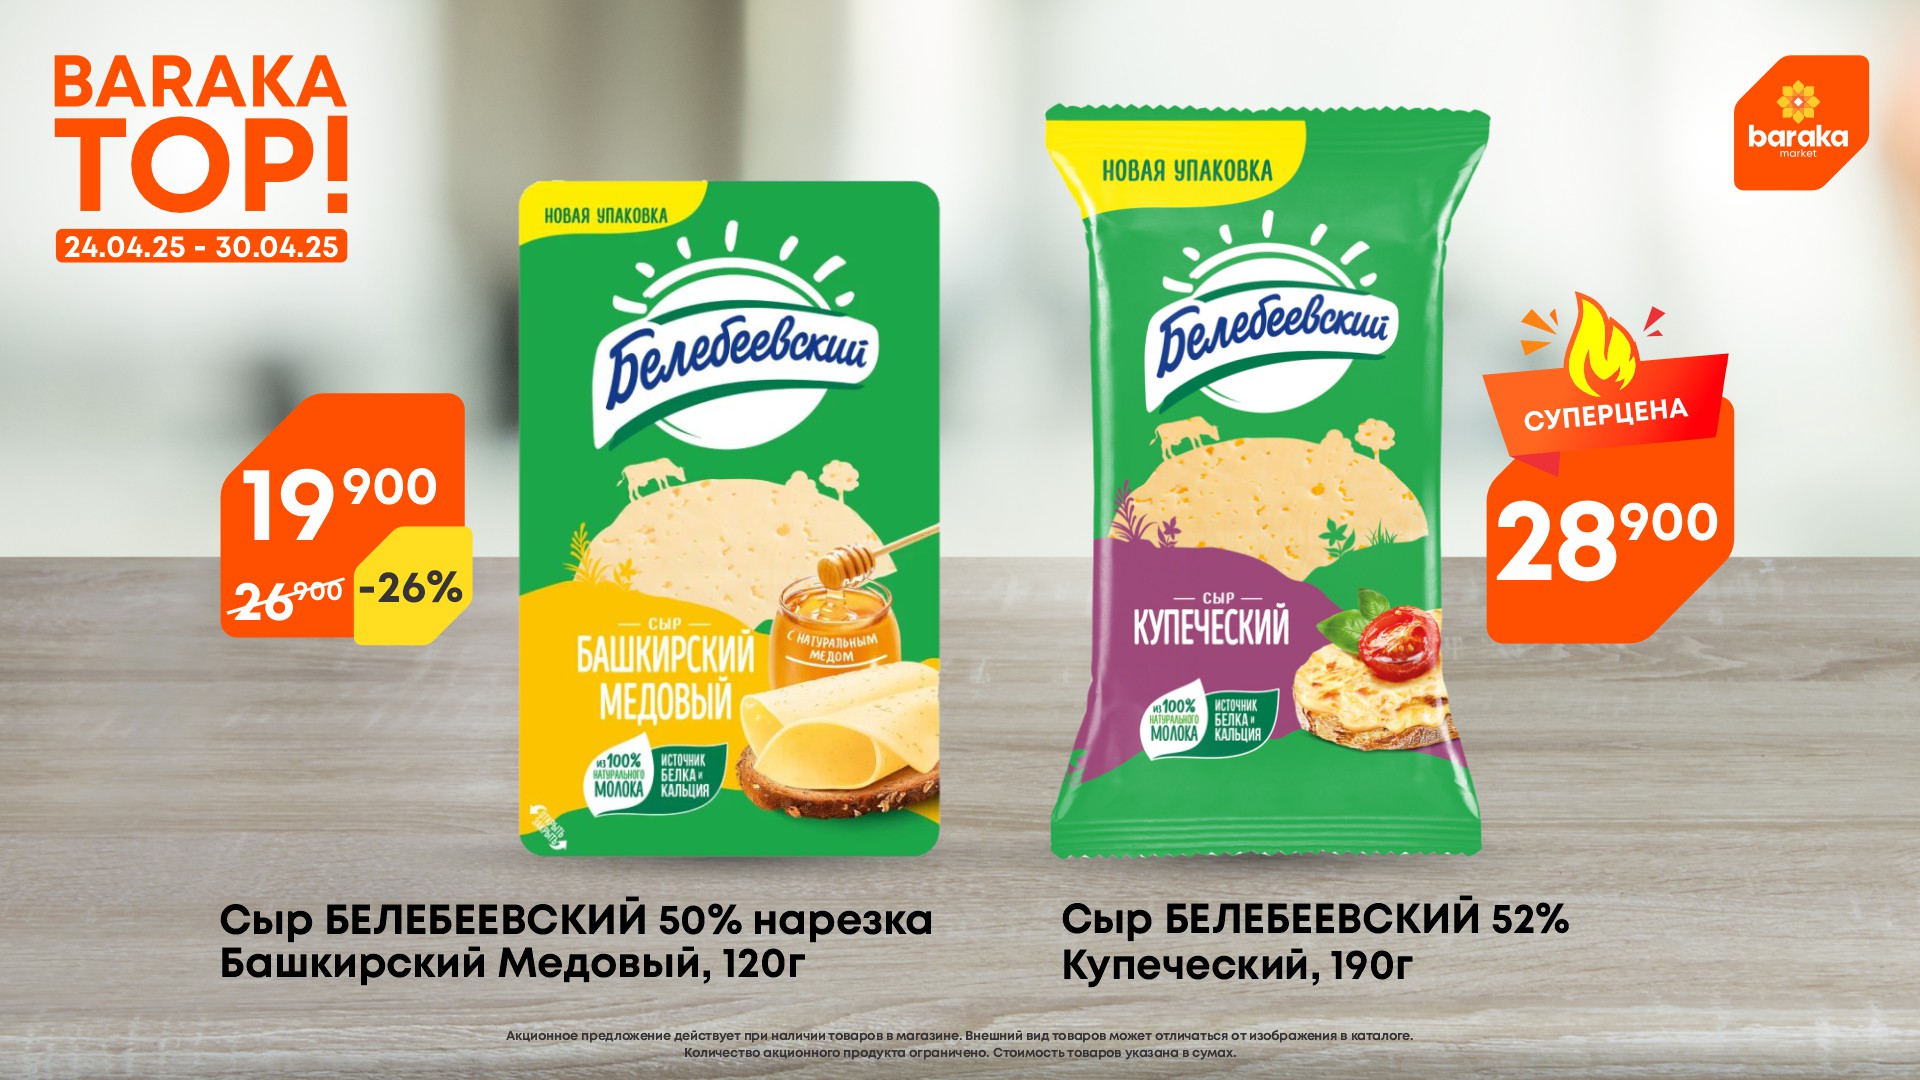 BARAKA
TOP!
24.04.25 - 30.04.25
baraka
market
НОВАЯ УПАКОВКА
Белебеевский
СЫР
БАШКИРСКИЙ
МЕДОВЫЙ
С НАТУРАЛЬНЫМ
МЕДОМ
ИЗ 100%
НАТУРАЛЬНОГО
МОЛОКА
ИСТОЧНИК
БЕЛКА И
КАЛЬЦИЯ
ОТКРЫТЬ
ЗАКРЫТЬ
19 900
26 900
-26%
НОВАЯ УПАКОВКА
Белебеевский
СЫР
КУПЕЧЕСКИЙ
ИЗ 100%
НАТУРАЛЬНОГО
МОЛОКА
ИСТОЧНИК
БЕЛКА И
КАЛЬЦИЯ
СУПЕРЦЕНА
28 900
Сыр БЕЛЕБЕЕВСКИЙ 50% нарезка
Башкирский Медовый, 120г
Сыр БЕЛЕБЕЕВСКИЙ 52%
Купеческий, 190г
Акционное предложение действует при наличии товаров в магазине. Внешний вид товаров может отличаться от изображения в каталоге.
Количество акционного продукта ограничено. Стоимость товаров указана в сумах.